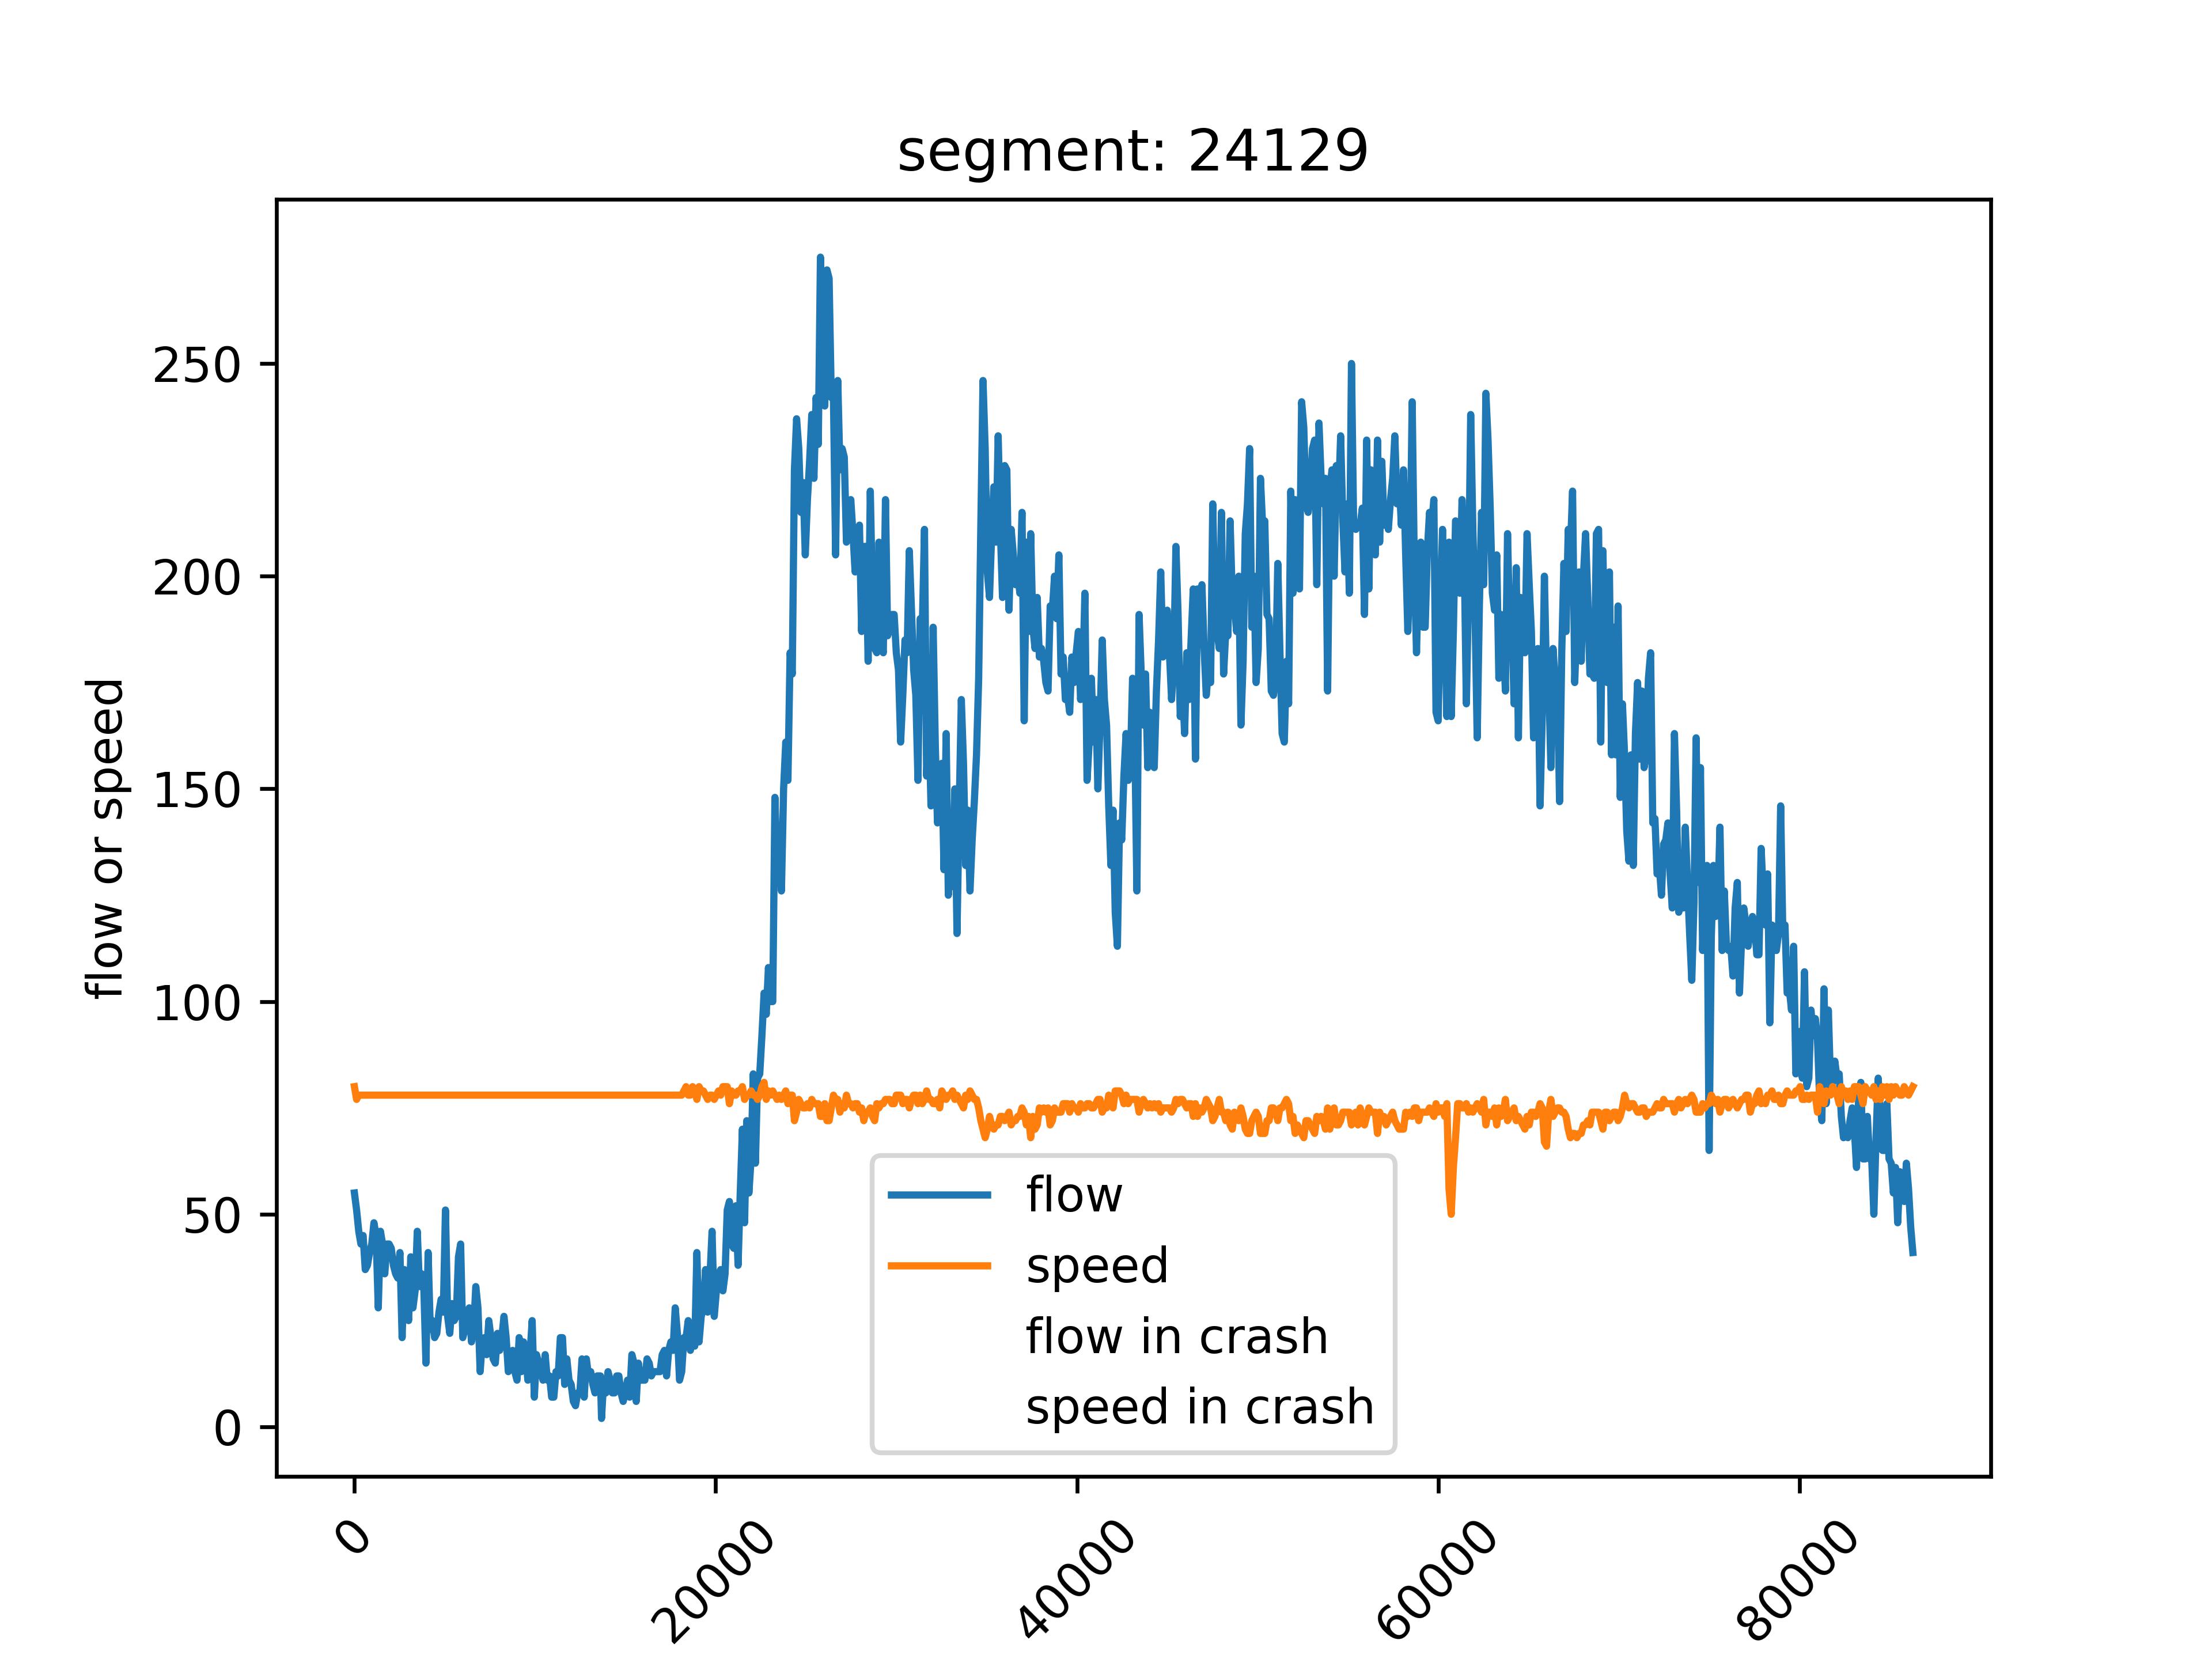 segment: 24129
flow or speed
250
200
150
100
50
0
flow
speed
flow in crash
speed in crash
0
20000
40000
60000
80000